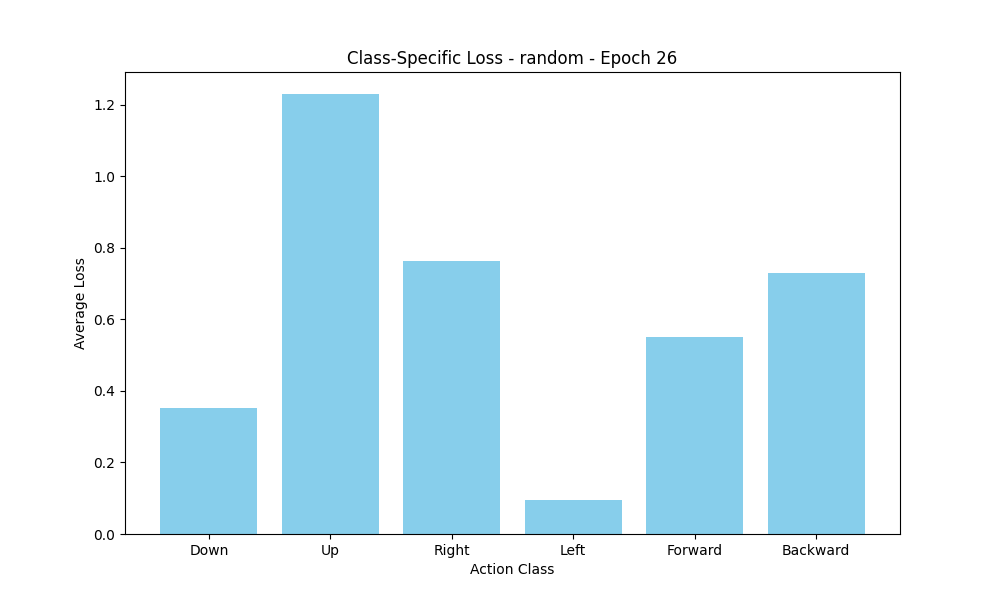 Class-Specific Loss - random - Epoch 26
1.2
1.0
0.8
0.6
0.4
0.2
0.0
Average Loss
Down Up Right Left Forward Backward
Action Class